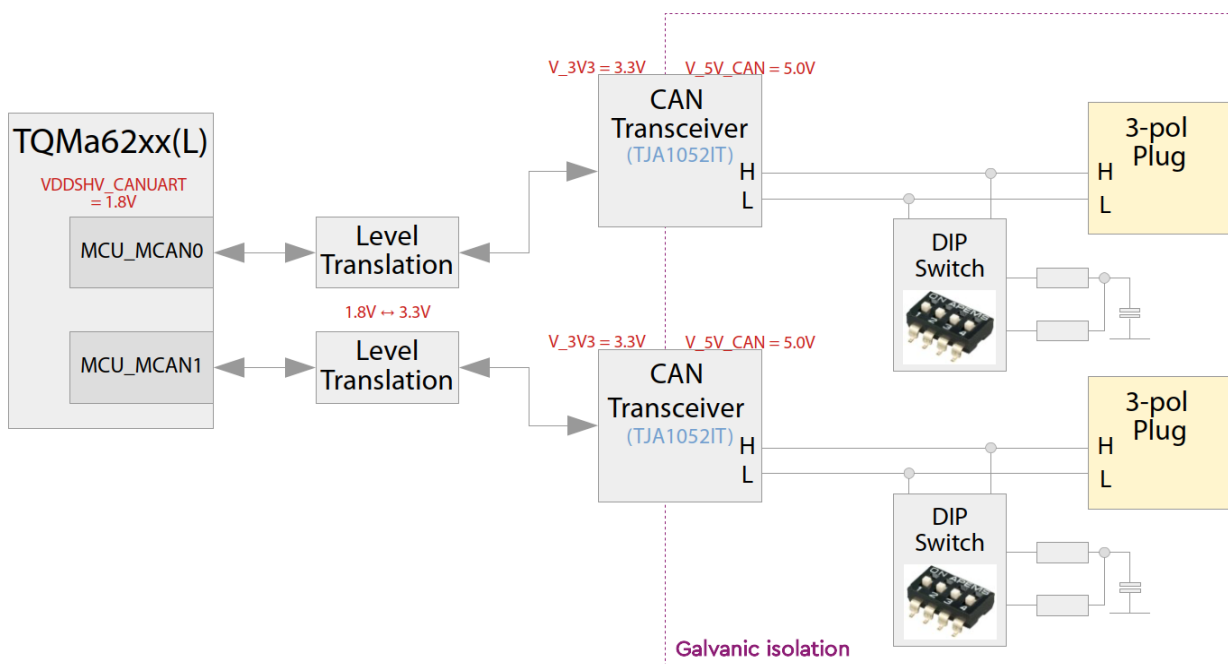 V_3V3 = 3.3V
V_5V_CAN = 5.0V
TQMa62xx(L)
VDDSHV_CANUART
= 1.8V
MCU_MCAN0
Level
Translation
CAN
Transceiver
(TJA1052IT)
H
L
DIP
Switch
3-pol
Plug
H
L
1.8V ↔ 3.3V
MCU_MCAN1
Level
Translation
V_3V3 = 3.3V
V_5V_CAN = 5.0V
CAN
Transceiver
(TJA1052IT)
H
L
DIP
Switch
3-pol
Plug
H
L
Galvanic isolation